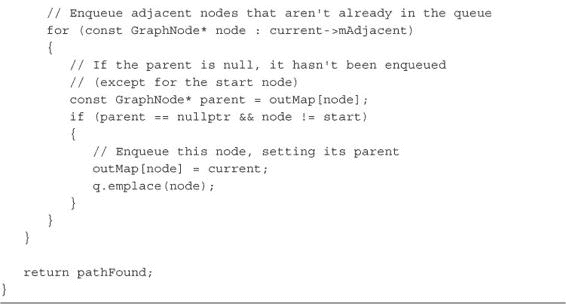 // Enqueue adjacent nodes that aren't already in the queue
for (const GraphNode* node : current->mAdjacent)
{
// If the parent is null, it hasn't been enqueued
// (except for the start node)
const GraphNode* parent = outMap[node];
if (parent == nullptr && node != start)
{
// Enqueue this node, setting its parent
outMap[node] = current;
q.emplace(node);
}
}
}
return pathFound;
}